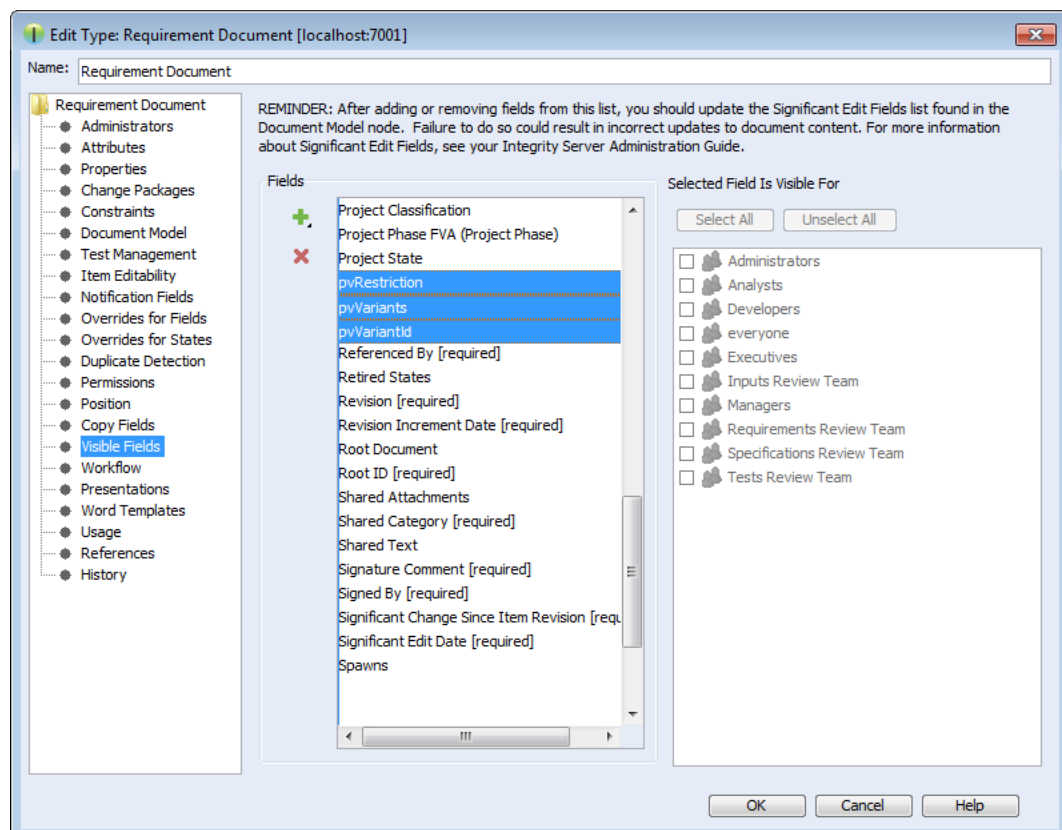 Edit Type: Requirement Document [localhost:7001]
Name: Requirement Document
Requirement Document
Administrators
Attributes
Properties
Change Packages
Constraints
Document Model
Test Management
Item Editability
Notification Fields
Overrides for Fields
Overrides for States
Duplicate Detection
Permissions
Position
Copy Fields
Visible Fields
Workflow
Presentations
Word Templates
Usage
References
History
REMINDER: After adding or removing fields from this list, you should update the Significant Edit Fields list found in the
Document Model node. Failure to do so could result in incorrect updates to document content. For more information
about Significant Edit Fields, see your Integrity Server Administration Guide.
Fields
Project Classification
Project Phase FVA (Project Phase)
Project State
pvRestriction
pvVariants
pvVariantId
Referenced By [required]
Retired States
Revision [required]
Revision Increment Date [required]
Root Document
Root ID [required]
Shared Attachments
Shared Category [required]
Shared Text
Signature Comment [required]
Signed By [required]
Significant Change Since Item Revision [requ
Significant Edit Date [required]
Spawns
Selected Field Is Visible For
Select All Unselect All
Administrators
Analysts
Developers
everyone
Executives
Inputs Review Team
Managers
Requirements Review Team
Specifications Review Team
Tests Review Team
OK Cancel Help